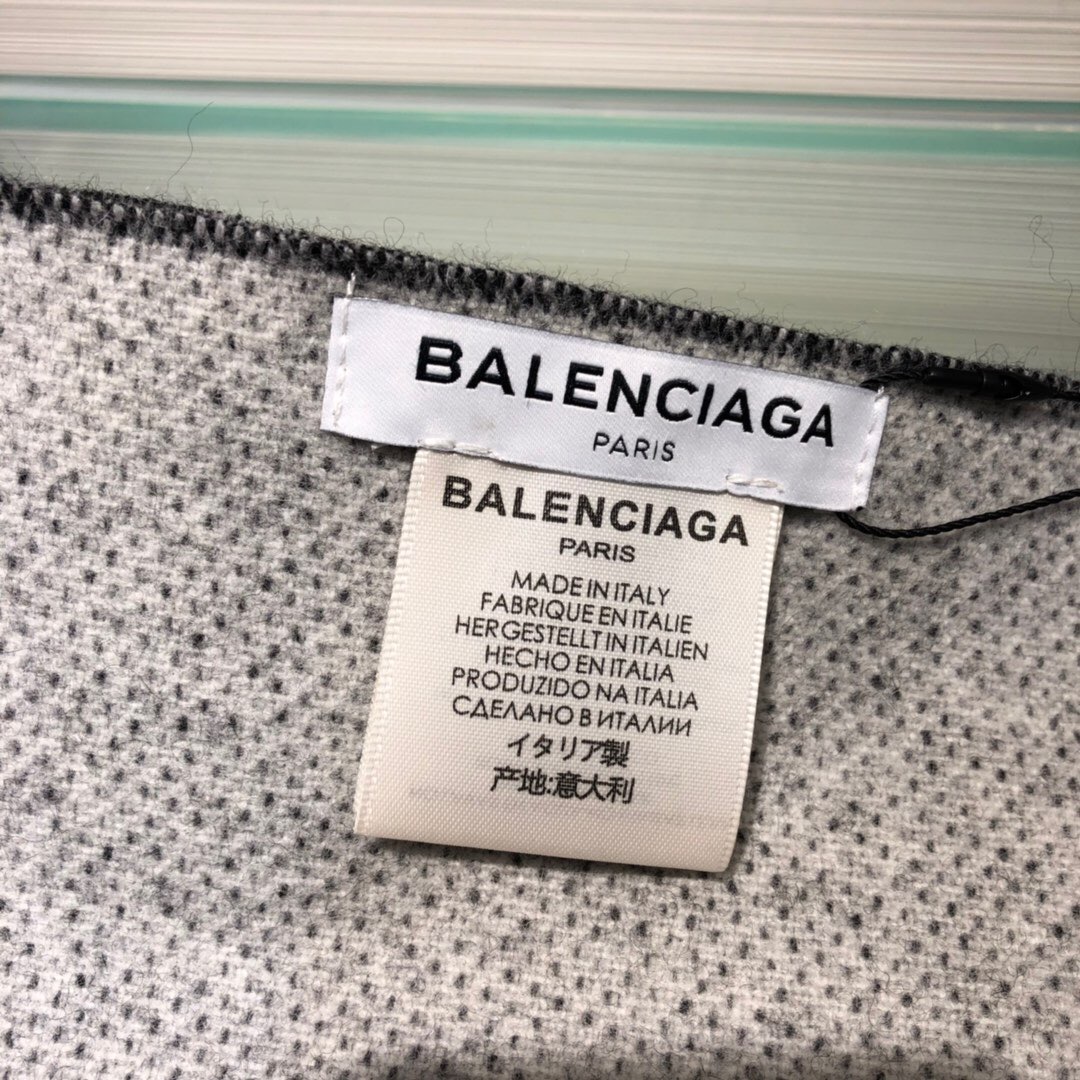 BALENCIAGA
PARIS
BALENCIAGA
PARIS
MADE IN ITALY
FABRIQUE EN ITALIE
HERGESTELLT IN ITALIEN
HECHO EN ITALIA
PRODUZIDO NA ITALIA
СДЕЛАНО В ИТАЛИИ
イタリア製
产地:意大利